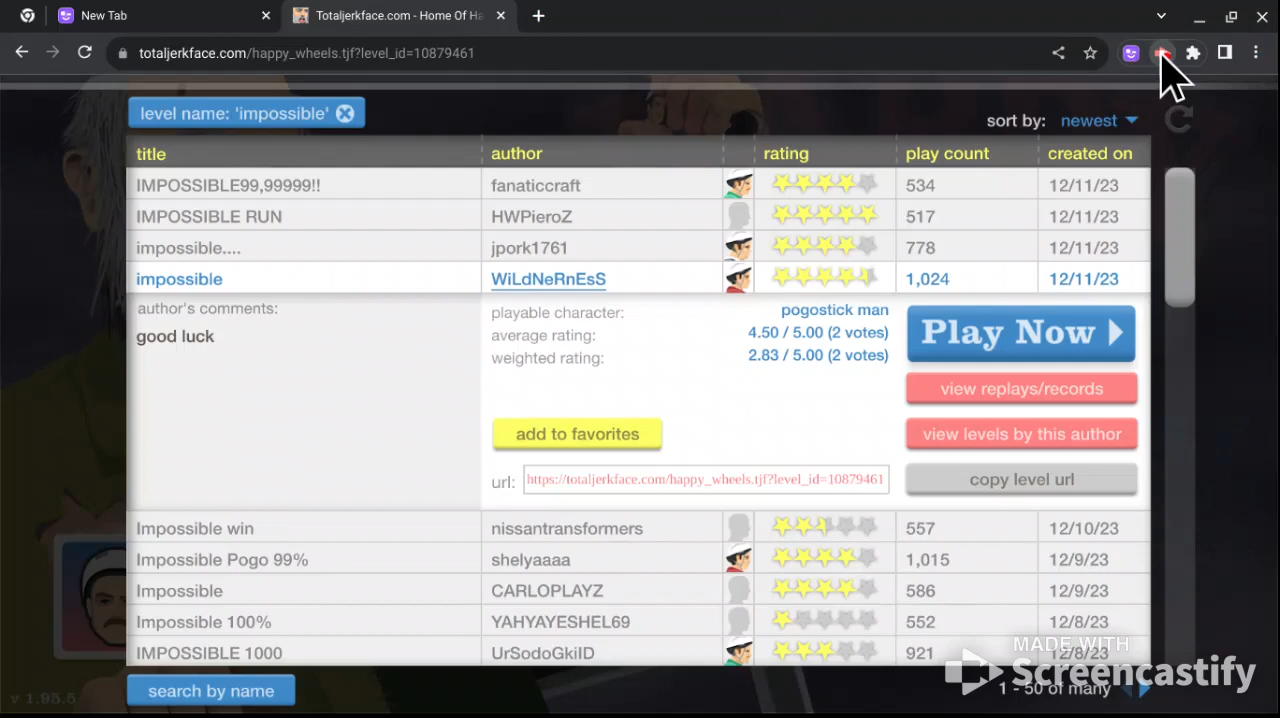 New Tab
Totaljerkface.com - Home Of Ha
totaljerkface.com/happy_wheels.tjf?level_id=10879461
level name: 'impossible'
sort by: newest
title author rating play count created on
IMPOSSIBLE99,99999!! fanaticcraft 534 12/11/23
IMPOSSIBLE RUN HWPieroZ 517 12/11/23
impossible.... jpork1761 778 12/11/23
impossible WiLdNeRnEsS 1,024 12/11/23
author's comments:
good luck
playable character: pogostick man
average rating: 4.50 / 5.00 (2 votes)
weighted rating: 2.83 / 5.00 (2 votes)
Play Now
view replays/records
add to favorites
view levels by this author
url: https://totaljerkface.com/happy_wheels.tjf?level_id=10879461
copy level url
Impossible win nissantransformers 557 12/10/23
Impossible Pogo 99% shelyaaaa 1,015 12/9/23
Impossible CARLOPLAYZ 586 12/9/23
Impossible 100% YAHYAYESHEL69 552 12/8/23
IMPOSSIBLE 1000 UrSodoGkiID 921 12/8/23
MADE WITH
Screencastify
search by name
1 - 50 of many
v 1.95.5